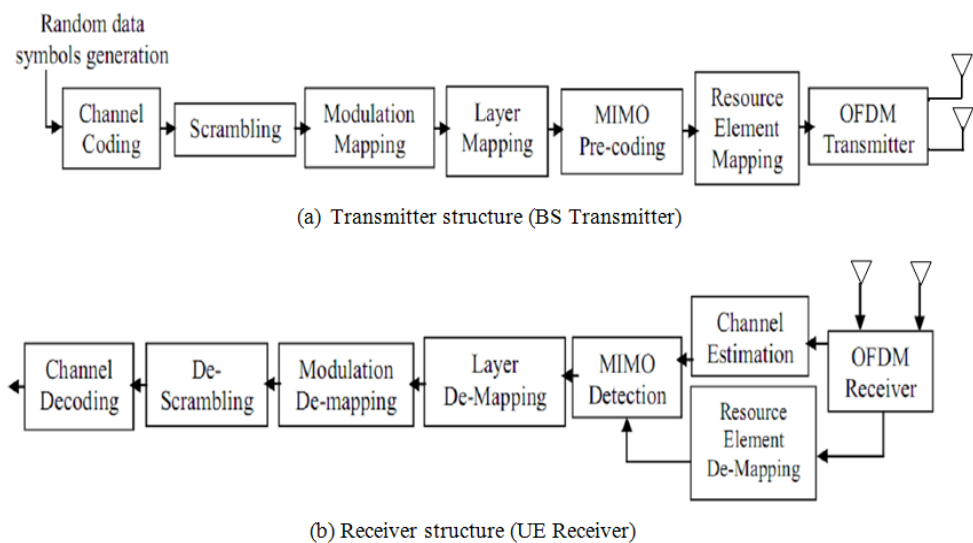 Random data
symbols generation
Channel
Coding
Scrambling
Modulation
Mapping
Layer
Mapping
MIMO
Pre-coding
Resource
Element
Mapping
OFDM
Transmitter
(a) Transmitter structure (BS Transmitter)
Channel
Decoding
De-
Scrambling
Modulation
De-mapping
Layer
De-Mapping
MIMO
Detection
Channel
Estimation
Resource
Element
De-Mapping
OFDM
Receiver
(b) Receiver structure (UE Receiver)